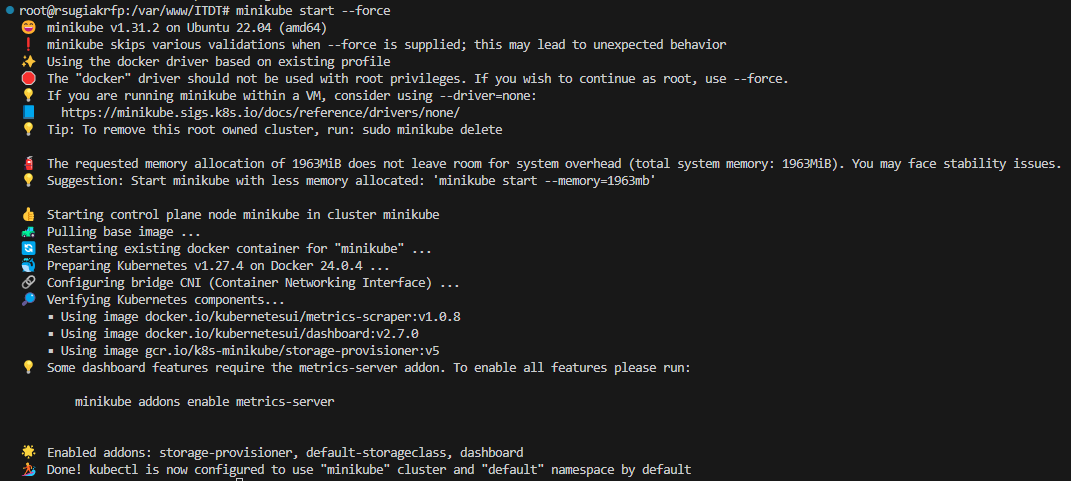 root@rsugiakrfp:/var/www/ITDT# minikube start --force
minikube v1.31.2 on Ubuntu 22.04 (amd64)
minikube skips various validations when --force is supplied; this may lead to unexpected behavior
Using the docker driver based on existing profile
The "docker" driver should not be used with root privileges. If you wish to continue as root, use --force.
If you are running minikube within a VM, consider using --driver=none:
https://minikube.sigs.k8s.io/docs/reference/drivers/none/
Tip: To remove this root owned cluster, run: sudo minikube delete
The requested memory allocation of 1963MiB does not leave room for system overhead (total system memory: 1963MiB). You may face stability issues.
Suggestion: Start minikube with less memory allocated: 'minikube start --memory=1963mb'
Starting control plane node minikube in cluster minikube
Pulling base image ...
Restarting existing docker container for "minikube" ...
Preparing Kubernetes v1.27.4 on Docker 24.0.4 ...
Configuring bridge CNI (Container Networking Interface) ...
Verifying Kubernetes components...
▪ Using image docker.io/kubernetesui/metrics-scraper:v1.0.8
▪ Using image docker.io/kubernetesui/dashboard:v2.7.0
▪ Using image gcr.io/k8s-minikube/storage-provisioner:v5
Some dashboard features require the metrics-server addon. To enable all features please run:
minikube addons enable metrics-server
Enabled addons: storage-provisioner, default-storageclass, dashboard
Done! kubectl is now configured to use "minikube" cluster and "default" namespace by default